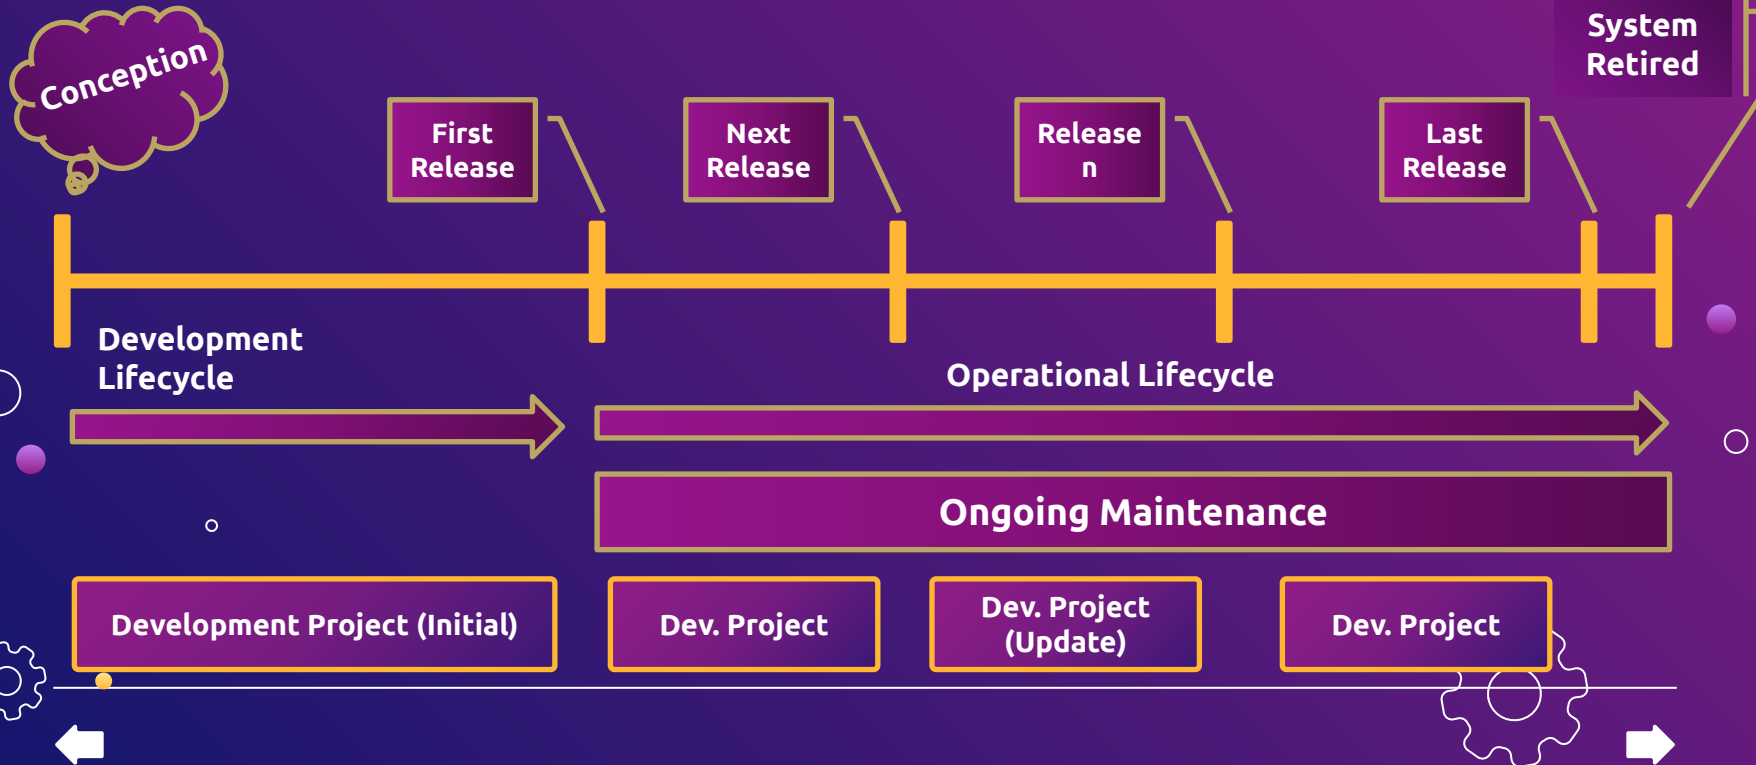 Conception
System
Retired
First
Release
Next
Release
Release
n
Last
Release
Development
Lifecycle
Operational Lifecycle
Ongoing Maintenance
Development Project (Initial)
Dev. Project
Dev. Project
(Update)
Dev. Project